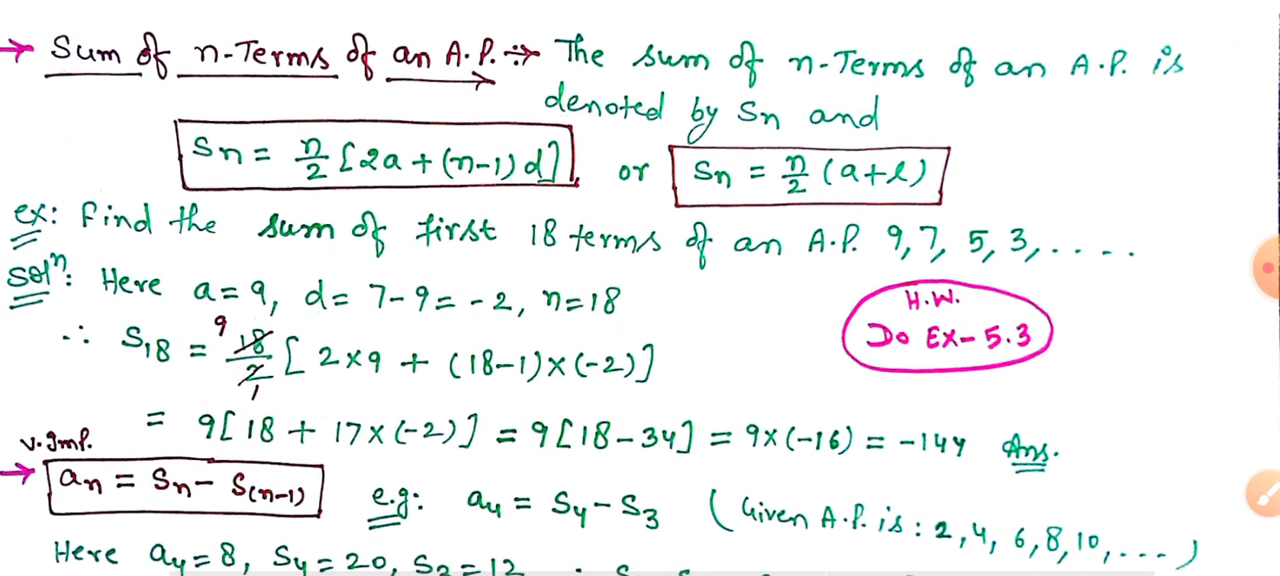 → Sum of n-Terms of an A.P. ⇒ The sum of n-Terms of an A.P. is
denoted by Sn and
Sn = n/2 [2a + (n-1) d] or Sn = n/2 (a+l)
ex: Find the sum of first 18 terms of an A.P. 9, 7, 5, 3, . . . . .
Solⁿ: Here a = 9, d = 7-9 = -2, n = 18
H.W.
Do EX-5.3
∴ S18 = 9 18/2 1 [ 2×9 + (18-1)×(-2)]
= 9[ 18 + 17×(-2)] = 9[18-34] = 9×(-16) = -144 Ans.
V. Imp.
→ an = Sn - S(n-1) e.g: a4 = S4 - S3 ( Given A.P. is : 2, 4, 6, 8, 10, . . . )
Here a4 = 8, S4 = 20, S3 = 12